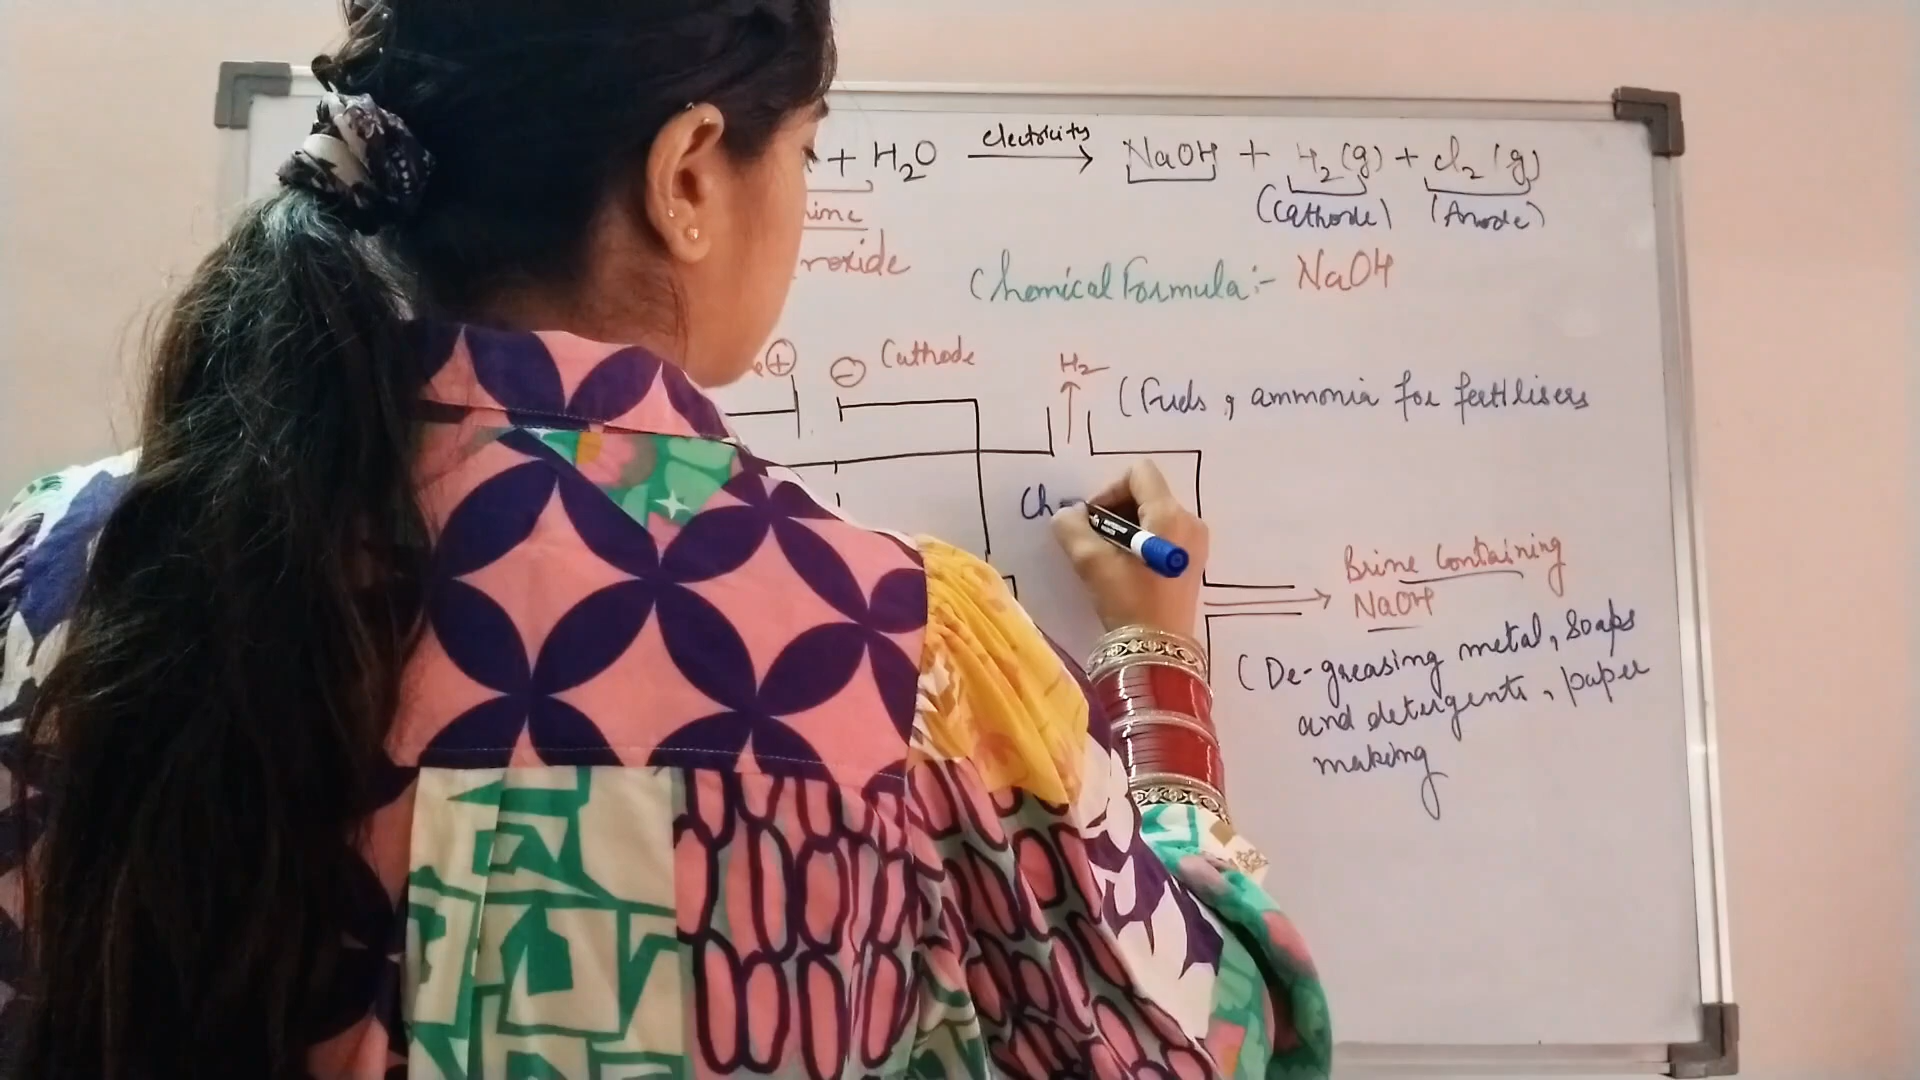 + H₂O electricity → NaOH + H₂(g) + Cl₂(g)
(Cathode) (Anode)
Chemical Formula:- NaOH
+ - Cathode
H₂
(Fuels, ammonia for fertilisers
Brine Containing
NaOH
(De-greasing metal, soaps
and detergents, paper
making